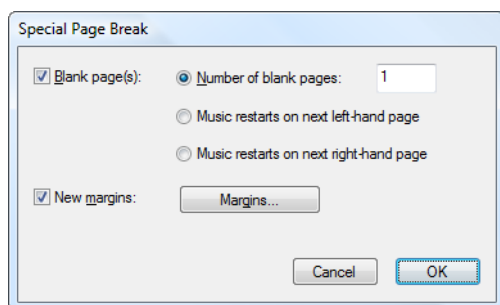 Special Page Break
Blank page(s): Number of blank pages: 1
Music restarts on next left-hand page
Music restarts on next right-hand page
New margins: Margins...
Cancel OK